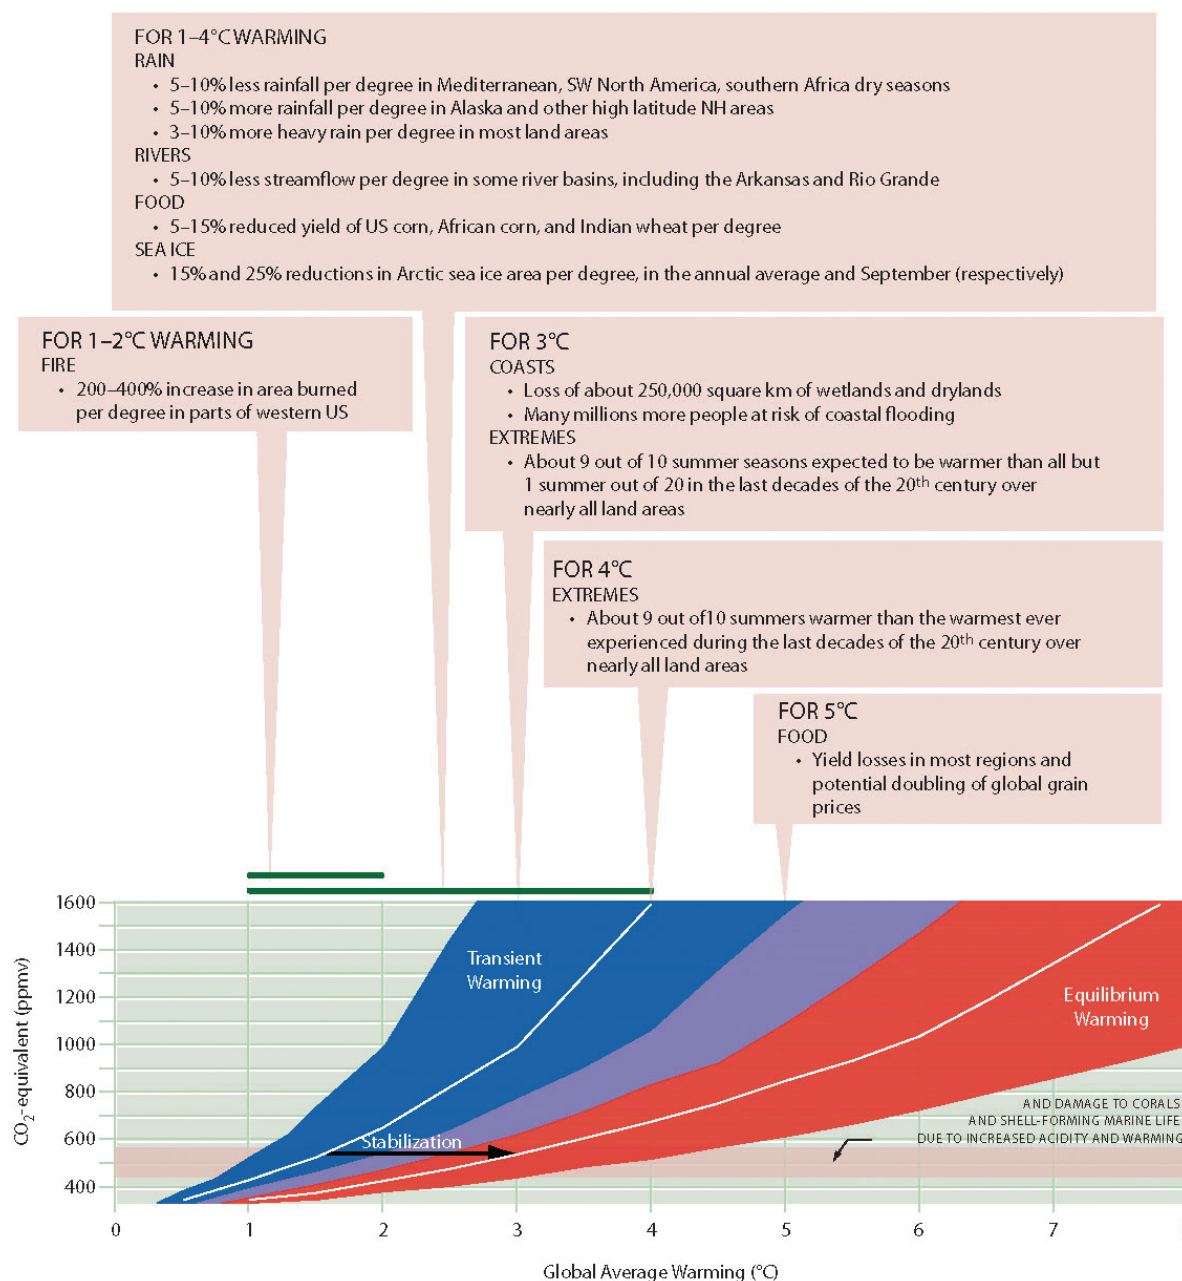 FOR 1–4°C WARMING
RAIN
• 5–10% less rainfall per degree in Mediterranean, SW North America, southern Africa dry seasons
• 5–10% more rainfall per degree in Alaska and other high latitude NH areas
• 3–10% more heavy rain per degree in most land areas
RIVERS
• 5–10% less streamflow per degree in some river basins, including the Arkansas and Rio Grande
FOOD
• 5–15% reduced yield of US corn, African corn, and Indian wheat per degree
SEA ICE
• 15% and 25% reductions in Arctic sea ice area per degree, in the annual average and September (respectively)
FOR 1–2°C WARMING
FIRE
• 200–400% increase in area burned
per degree in parts of western US
FOR 3°C
COASTS
• Loss of about 250,000 square km of wetlands and drylands
• Many millions more people at risk of coastal flooding
EXTREMES
• About 9 out of 10 summer seasons expected to be warmer than all but
1 summer out of 20 in the last decades of the 20th century over
nearly all land areas
FOR 4°C
EXTREMES
• About 9 out of10 summers warmer than the warmest ever
experienced during the last decades of the 20th century over
nearly all land areas
FOR 5°C
FOOD
• Yield losses in most regions and
potential doubling of global grain
prices
CO2-equivalent (ppmv)
1600
1400
1200
1000
800
600
400
Transient
Warming
Equilibrium
Warming
Stabilization
AND DAMAGE TO CORALS
AND SHELL-FORMING MARINE LIFE
DUE TO INCREASED ACIDITY AND WARMING
0 1 2 3 4 5 6 7
Global Average Warming (°C)